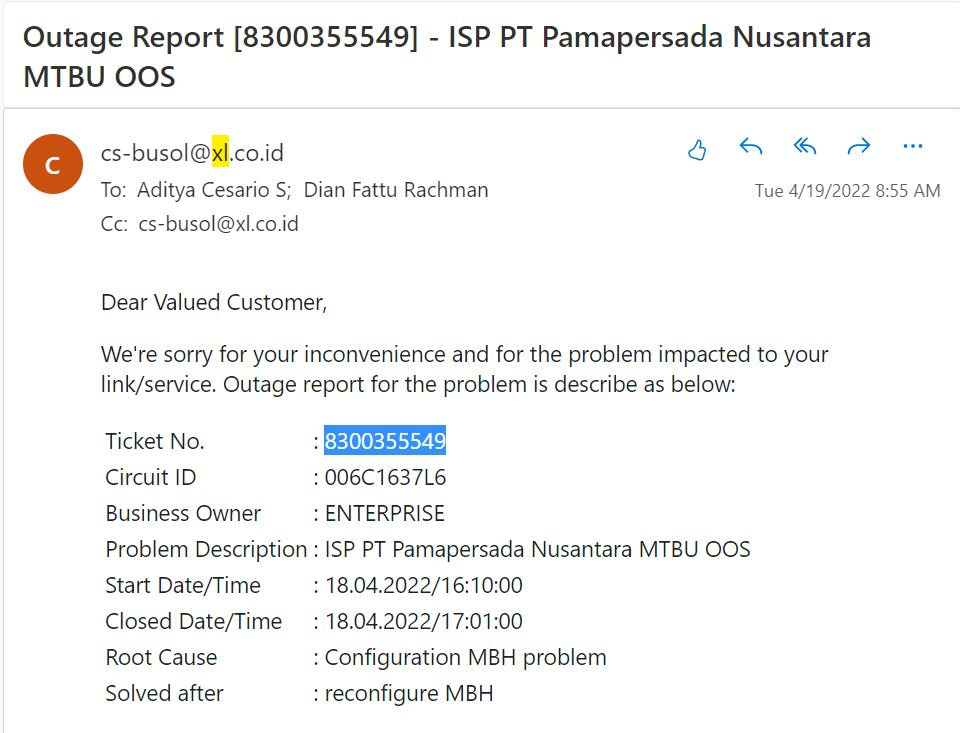 Outage Report [8300355549] - ISP PT Pamapersada Nusantara
MTBU OOS
C
cs-busol@xl.co.id
To: Aditya Cesario S; Dian Fattu Rachman
Tue 4/19/2022 8:55 AM
Cc: cs-busol@xl.co.id
Dear Valued Customer,
We're sorry for your inconvenience and for the problem impacted to your
link/service. Outage report for the problem is describe as below:
Ticket No. : 8300355549
Circuit ID : 006C1637L6
Business Owner : ENTERPRISE
Problem Description : ISP PT Pamapersada Nusantara MTBU OOS
Start Date/Time : 18.04.2022/16:10:00
Closed Date/Time : 18.04.2022/17:01:00
Root Cause : Configuration MBH problem
Solved after : reconfigure MBH